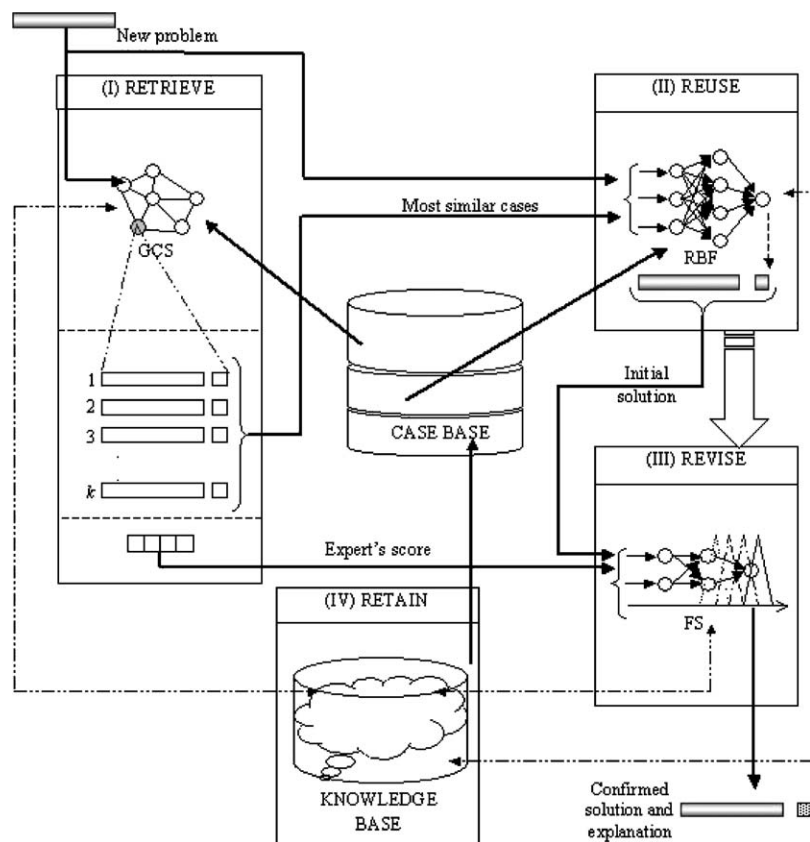 New problem
(I) RETRIEVE
(II) REUSE
GCS
Most similar cases
RBF
1
2
3
k
CASE BASE
Initial
solution
(III) REVISE
Expert's score
FS
(IV) RETAIN
KNOWLEDGE
BASE
Confirmed
solution and
explanation